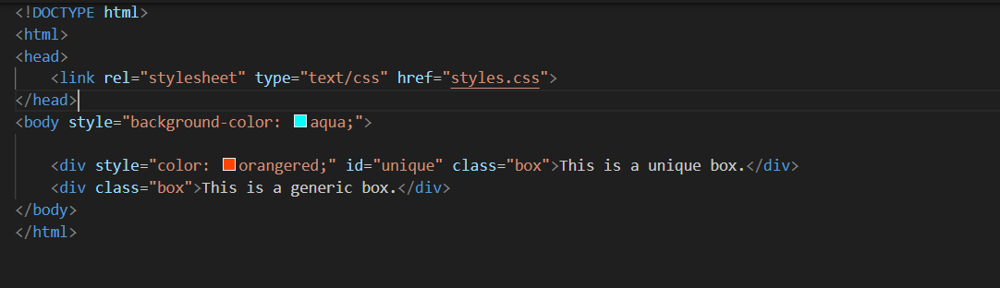 <!DOCTYPE html>
<html>
<head>
    <link rel="stylesheet" type="text/css" href="styles.css">
</head>
<body style="background-color: aqua;">

    <div style="color: orangered;" id="unique" class="box">This is a unique box.</div>
    <div class="box">This is a generic box.</div>
</body>
</html>